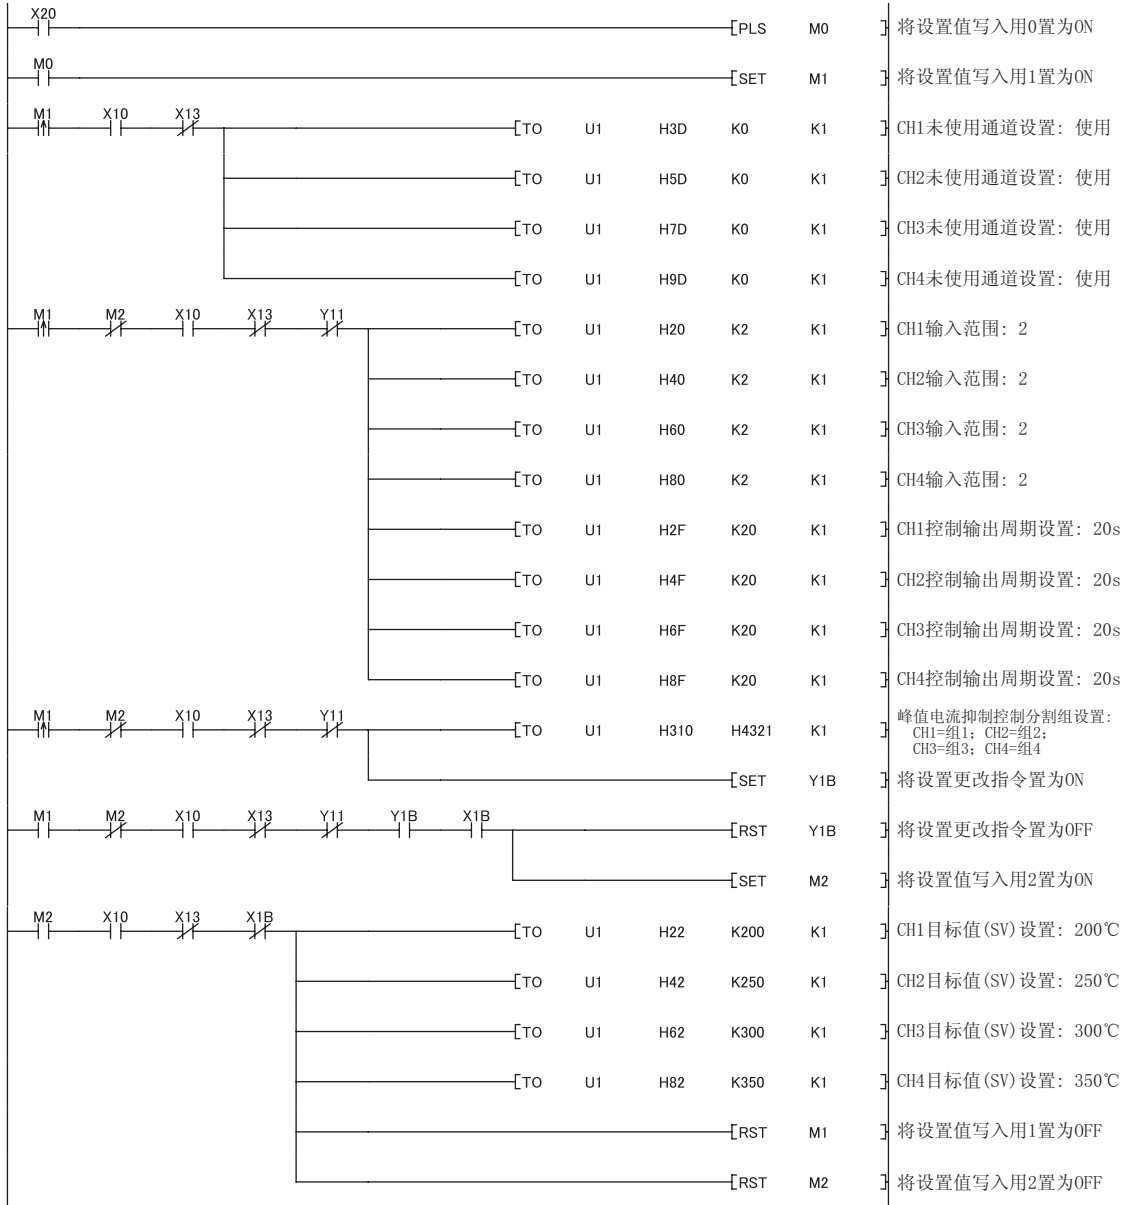 X20
[PLS M0 ] 将设置值写入用0置为ON
M0
[SET M1 ] 将设置值写入用1置为ON
M1 X10 X13
[TO U1 H3D K0 K1 ] CH1未使用通道设置: 使用
[TO U1 H5D K0 K1 ] CH2未使用通道设置: 使用
[TO U1 H7D K0 K1 ] CH3未使用通道设置: 使用
[TO U1 H9D K0 K1 ] CH4未使用通道设置: 使用
M1 M2 X10 X13 Y11
[TO U1 H20 K2 K1 ] CH1输入范围: 2
[TO U1 H40 K2 K1 ] CH2输入范围: 2
[TO U1 H60 K2 K1 ] CH3输入范围: 2
[TO U1 H80 K2 K1 ] CH4输入范围: 2
[TO U1 H2F K20 K1 ] CH1控制输出周期设置: 20s
[TO U1 H4F K20 K1 ] CH2控制输出周期设置: 20s
[TO U1 H6F K20 K1 ] CH3控制输出周期设置: 20s
[TO U1 H8F K20 K1 ] CH4控制输出周期设置: 20s
M1 M2 X10 X13 Y11
[TO U1 H310 H4321 K1 ] 峰值电流抑制控制分割组设置:
CH1=组1; CH2=组2;
CH3=组3; CH4=组4
[SET Y1B ] 将设置更改指令置为ON
M1 M2 X10 X13 Y11 Y1B X1B
[RST Y1B ] 将设置更改指令置为OFF
[SET M2 ] 将设置值写入用2置为ON
M2 X10 X13 X1B
[TO U1 H22 K200 K1 ] CH1目标值(SV)设置: 200℃
[TO U1 H42 K250 K1 ] CH2目标值(SV)设置: 250℃
[TO U1 H62 K300 K1 ] CH3目标值(SV)设置: 300℃
[TO U1 H82 K350 K1 ] CH4目标值(SV)设置: 350℃
[RST M1 ] 将设置值写入用1置为OFF
[RST M2 ] 将设置值写入用2置为OFF